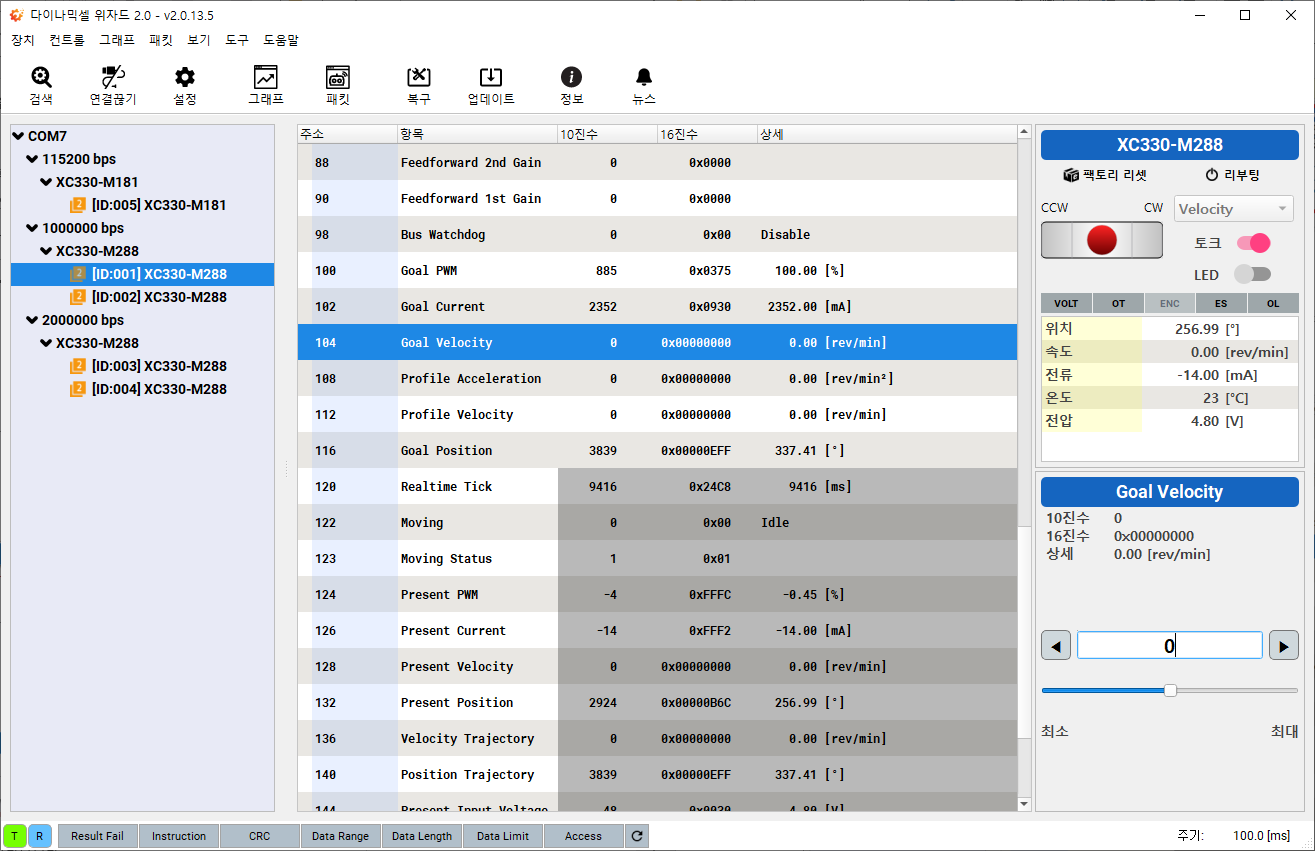 다이나믹셀 위자드 2.0 - v2.0.13.5
장치 컨트롤 그래프 패킷 보기 도구 도움말
검색 연결끊기 설정 그래프 패킷 복구 업데이트 정보 뉴스
COM7
115200 bps
XC330-M181
2 [ID:005] XC330-M181
1000000 bps
XC330-M288
2 [ID:001] XC330-M288
2 [ID:002] XC330-M288
2000000 bps
XC330-M288
2 [ID:003] XC330-M288
2 [ID:004] XC330-M288
주소 항목 10진수 16진수 상세
88 Feedforward 2nd Gain 0 0x0000
90 Feedforward 1st Gain 0 0x0000
98 Bus Watchdog 0 0x00 Disable
100 Goal PWM 885 0x0375 100.00 [%]
102 Goal Current 2352 0x0930 2352.00 [mA]
104 Goal Velocity 0 0x00000000 0.00 [rev/min]
108 Profile Acceleration 0 0x00000000 0.00 [rev/min²]
112 Profile Velocity 0 0x00000000 0.00 [rev/min]
116 Goal Position 3839 0x00000EFF 337.41 [°]
120 Realtime Tick 9416 0x24C8 9416 [ms]
122 Moving 0 0x00 Idle
123 Moving Status 1 0x01
124 Present PWM -4 0xFFFC -0.45 [%]
126 Present Current -14 0xFFF2 -14.00 [mA]
128 Present Velocity 0 0x00000000 0.00 [rev/min]
132 Present Position 2924 0x00000B6C 256.99 [°]
136 Velocity Trajectory 0 0x00000000 0.00 [rev/min]
140 Position Trajectory 3839 0x00000EFF 337.41 [°]
144 Present Input Voltage 48 0x0030 4.80 [V]
XC330-M288
팩토리 리셋 리부팅
CCW CW Velocity
토크
LED
VOLT OT ENC ES OL
위치 256.99 [°]
속도 0.00 [rev/min]
전류 -14.00 [mA]
온도 23 [°C]
전압 4.80 [V]
Goal Velocity
10진수 0
16진수 0x00000000
상세 0.00 [rev/min]
0
최소 최대
T R Result Fail Instruction CRC Data Range Data Length Data Limit Access 주기: 100.0 [ms]